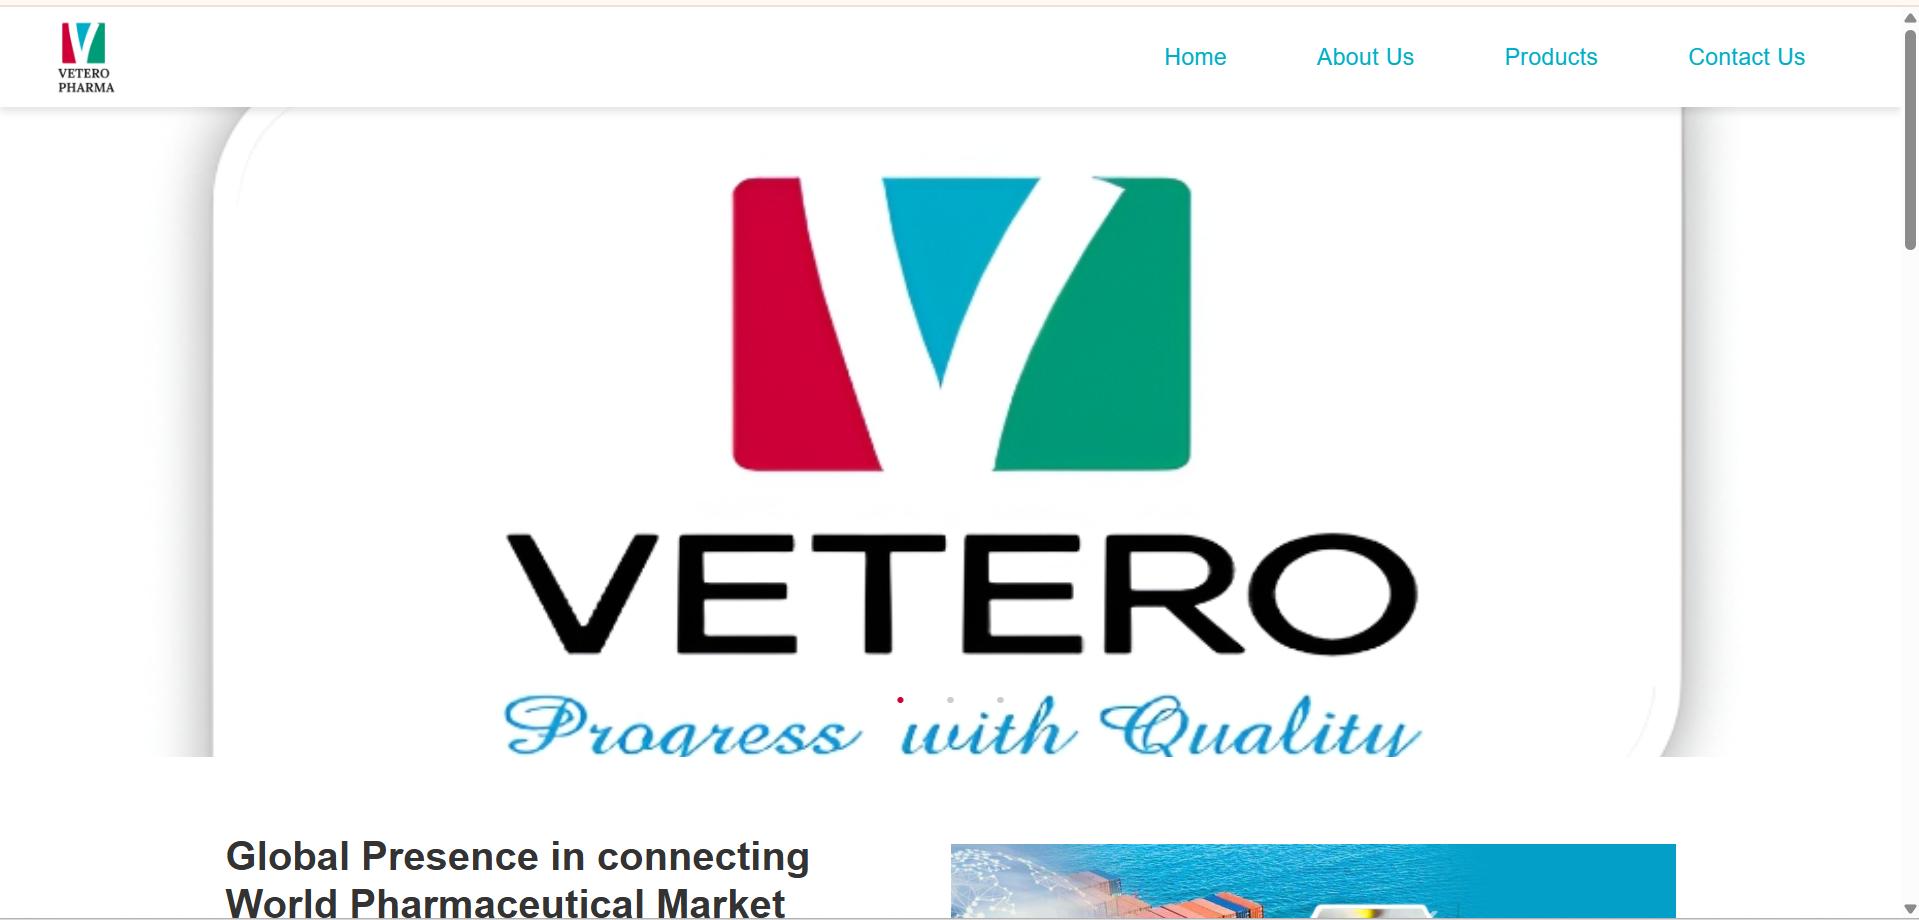 VETERO
PHARMA
Home
About Us
Products
Contact Us
VETERO
Progress with Quality
Global Presence in connecting
World Pharmaceutical Market